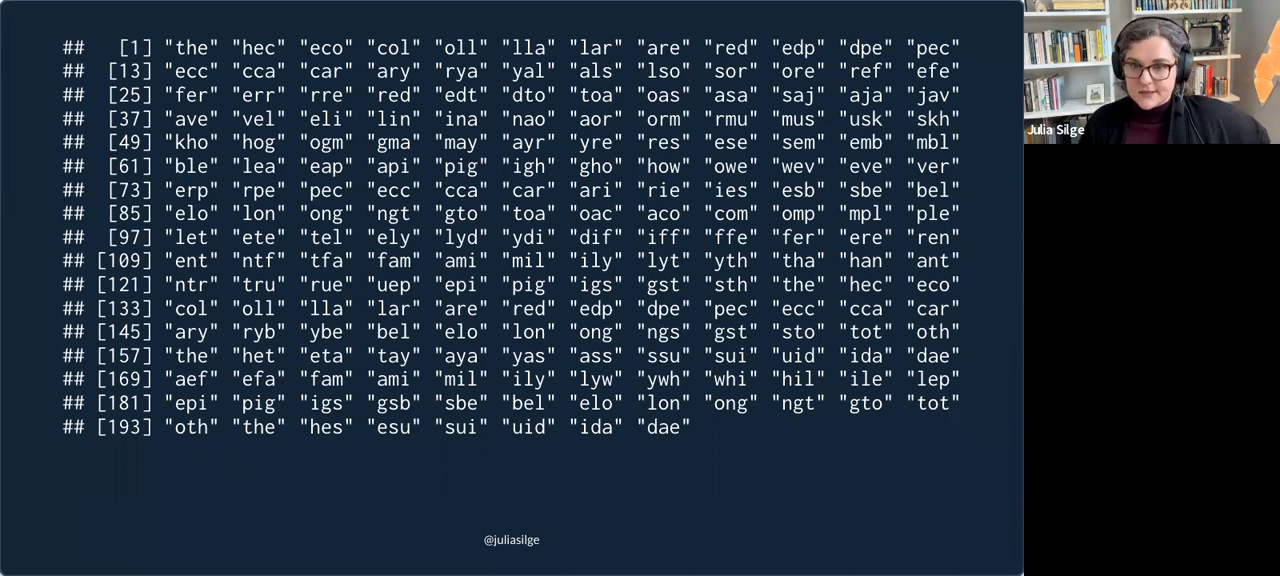 ##   [1] "the" "hec" "eco" "col" "oll" "lla" "lar" "are" "red" "edp" "dpe" "pec"
##  [13] "ecc" "cca" "car" "ary" "rya" "yal" "als" "lso" "sor" "ore" "ref" "efe"
##  [25] "fer" "err" "rre" "red" "edt" "dto" "toa" "oas" "asa" "saj" "aja" "jav"
##  [37] "ave" "vel" "eli" "lin" "ina" "nao" "aor" "orm" "rmu" "mus" "usk" "skh"
##  [49] "kho" "hog" "ogm" "gma" "may" "ayr" "yre" "res" "ese" "sem" "emb" "mbl"
##  [61] "ble" "lea" "eap" "api" "pig" "igh" "gho" "how" "owe" "wev" "eve" "ver"
##  [73] "erp" "rpe" "pec" "ecc" "cca" "car" "ari" "rie" "ies" "esb" "sbe" "bel"
##  [85] "elo" "lon" "ong" "ngt" "gto" "toa" "oac" "aco" "com" "omp" "mpl" "ple"
##  [97] "let" "ete" "tel" "ely" "lyd" "ydi" "dif" "iff" "ffe" "fer" "ere" "ren"
## [109] "ent" "ntf" "tfa" "fam" "ami" "mil" "ily" "lyt" "yth" "tha" "han" "ant"
## [121] "ntr" "tru" "rue" "uep" "epi" "pig" "igs" "gst" "sth" "the" "hec" "eco"
## [133] "col" "oll" "lla" "lar" "are" "red" "edp" "dpe" "pec" "ecc" "cca" "car"
## [145] "ary" "ryb" "ybe" "bel" "elo" "lon" "ong" "ngs" "gst" "sto" "tot" "oth"
## [157] "the" "het" "eta" "tay" "aya" "yas" "ass" "ssu" "sui" "uid" "ida" "dae"
## [169] "aef" "efa" "fam" "ami" "mil" "ily" "lyw" "ywh" "whi" "hil" "ile" "lep"
## [181] "epi" "pig" "igs" "gsb" "sbe" "bel" "elo" "lon" "ong" "ngt" "gto" "tot"
## [193] "oth" "the" "hes" "esu" "sui" "uid" "ida" "dae"
@juliasilge
Julia Silge